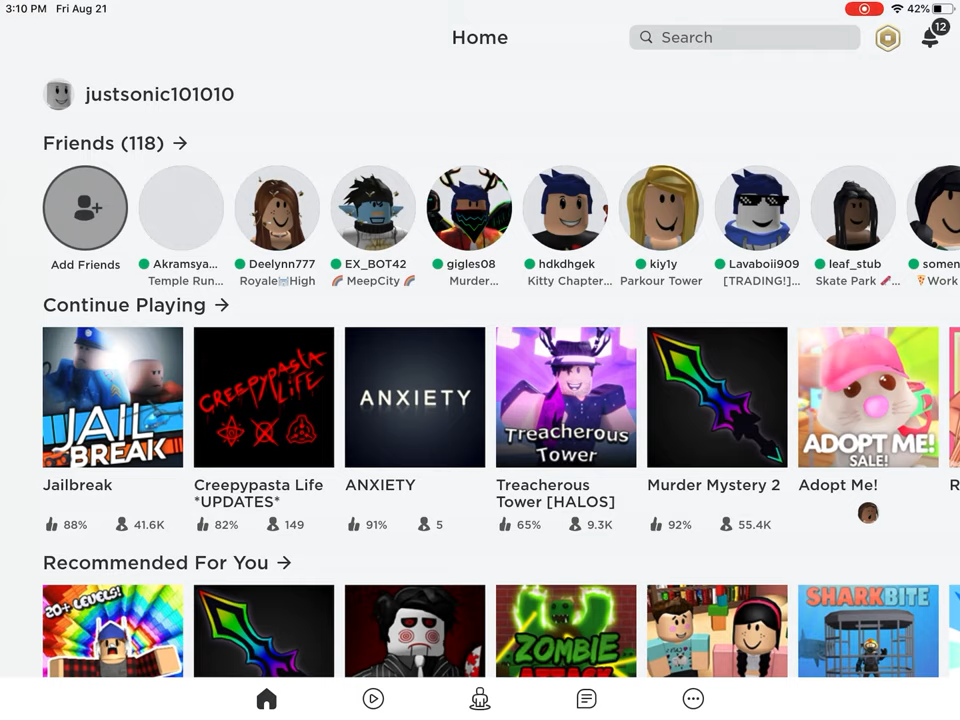 3:10 PM Fri Aug 21
42%
Home
Search
12
justsonic101010
Friends (118) →
Add Friends
Akramsya...
Temple Run...
Deelynn777
Royale High
EX_BOT42
🌈 MeepCity 🌈
gigles08
Murder...
hdkdhgek
Kitty Chapter...
kiy1y
Parkour Tower
Lavaboii909
[TRADING!]...
leaf_stub
Skate Park ...
somen
🍕Work
Continue Playing →
JAIL
BREAK
CREEPYPASTA
LIFE
ANXIETY
Treacherous
Tower
ADOPT ME!
SALE!
Jailbreak
88% 41.6K
Creepypasta Life
*UPDATES*
82% 149
ANXIETY
91% 5
Treacherous
Tower [HALOS]
65% 9.3K
Murder Mystery 2
92% 55.4K
Adopt Me!
R
Recommended For You →
20+ LEVELS!
ZOMBIE
SHARKBITE